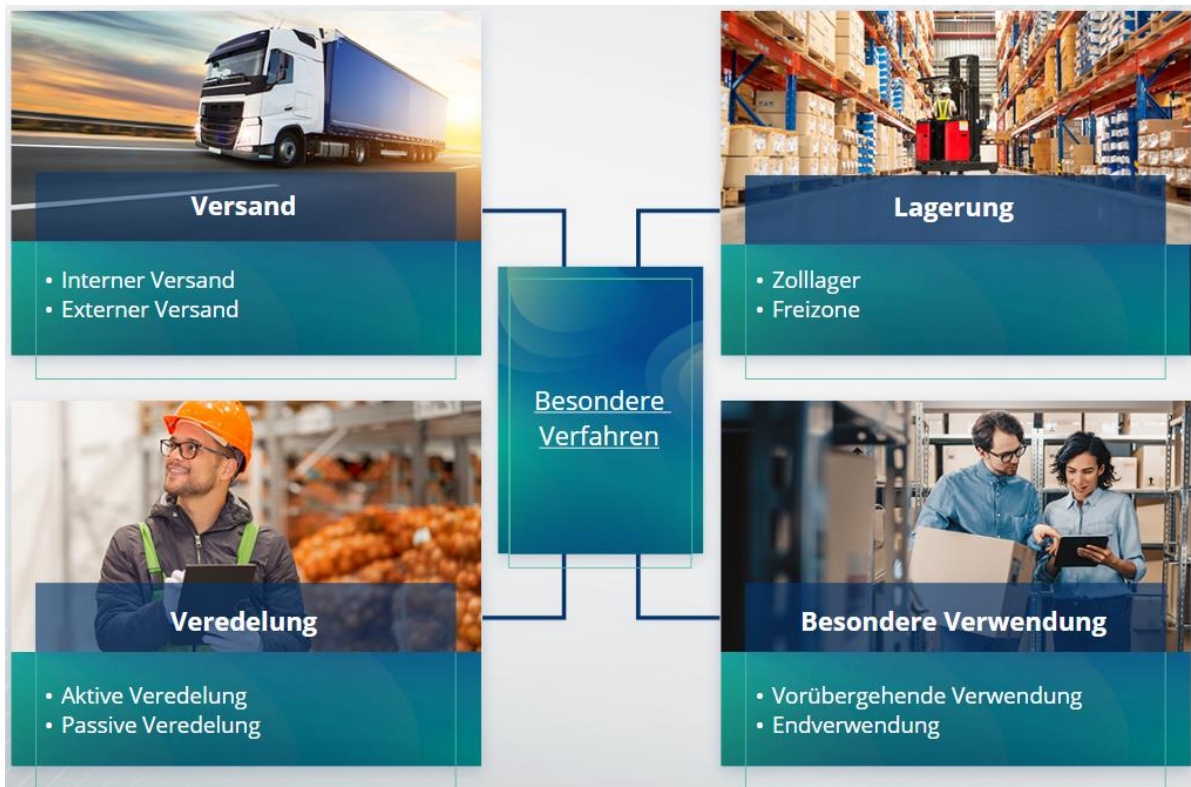 Versand
• Interner Versand
• Externer Versand
Lagerung
• Zolllager
• Freizone
Besondere
Verfahren
Veredelung
• Aktive Veredelung
• Passive Veredelung
Besondere Verwendung
• Vorübergehende Verwendung
• Endverwendung